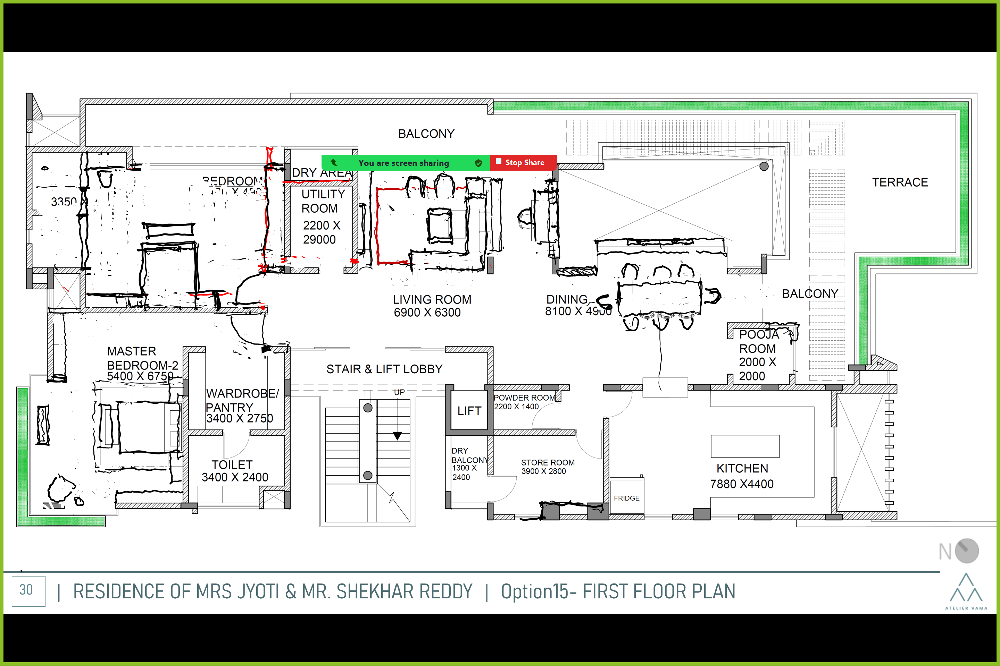 BALCONY
You are screen sharing
Stop Share
DRY AREA
BEDROOM
TERRACE
3350 X
UTILITY
ROOM
2200 X
29000
LIVING ROOM
6900 X 6300
DINING
8100 X 4900
BALCONY
POOJA
ROOM
2000 X
2000
MASTER
BEDROOM-2
5400 X 6750
STAIR & LIFT LOBBY
UP
WARDROBE/
PANTRY
3400 X 2750
LIFT
POWDER ROOM
2200 X 1400
DRY
BALCONY
1300 X
2400
STORE ROOM
3900 X 2800
TOILET
3400 X 2400
KITCHEN
7880 X4400
FRIDGE
N
30 | RESIDENCE OF MRS JYOTI & MR. SHEKHAR REDDY | Option15- FIRST FLOOR PLAN
ATELIER VAMA